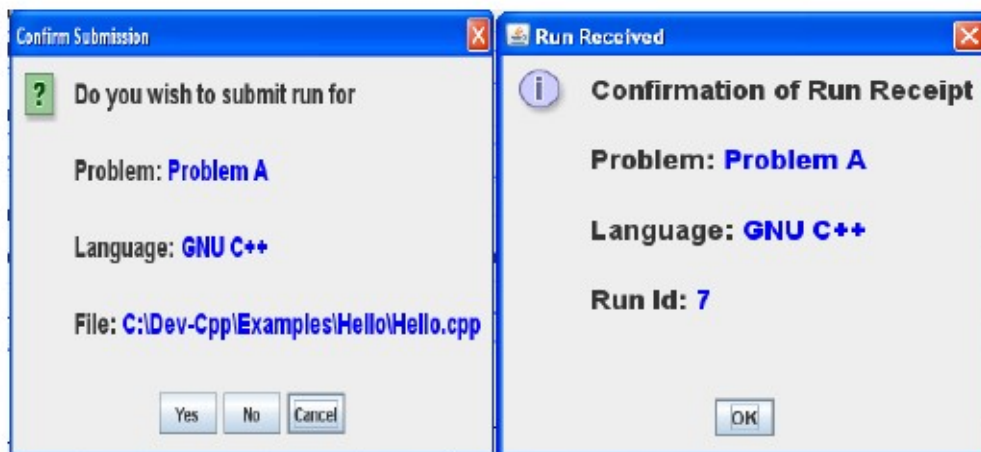 Confirm Submission
Do you wish to submit run for
Problem: Problem A
Language: GNU C++
File: C:\Dev-Cpp\Examples\Hello\Hello.cpp
Yes No Cancel
Run Received
Confirmation of Run Receipt
Problem: Problem A
Language: GNU C++
Run Id: 7
OK